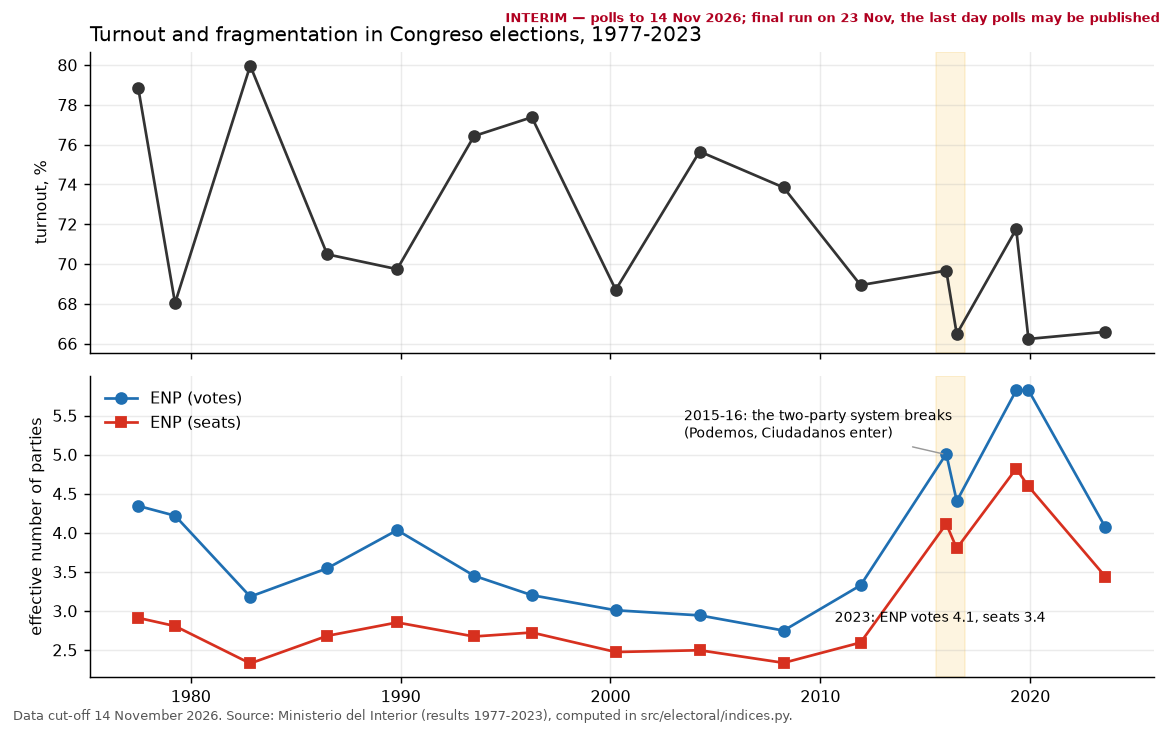 INTERIM — polls to 14 Nov 2026; final run on 23 Nov, the last day polls may be published
Turnout and fragmentation in Congreso elections, 1977-2023
turnout, %
80
78
76
74
72
70
68
66
effective number of parties
ENP (votes)
ENP (seats)
5.5
5.0
4.5
4.0
3.5
3.0
2.5
2015-16: the two-party system breaks
(Podemos, Ciudadanos enter)
2023: ENP votes 4.1, seats 3.4
1980
1990
2000
2010
2020
Data cut-off 14 November 2026. Source: Ministerio del Interior (results 1977-2023), computed in src/electoral/indices.py.